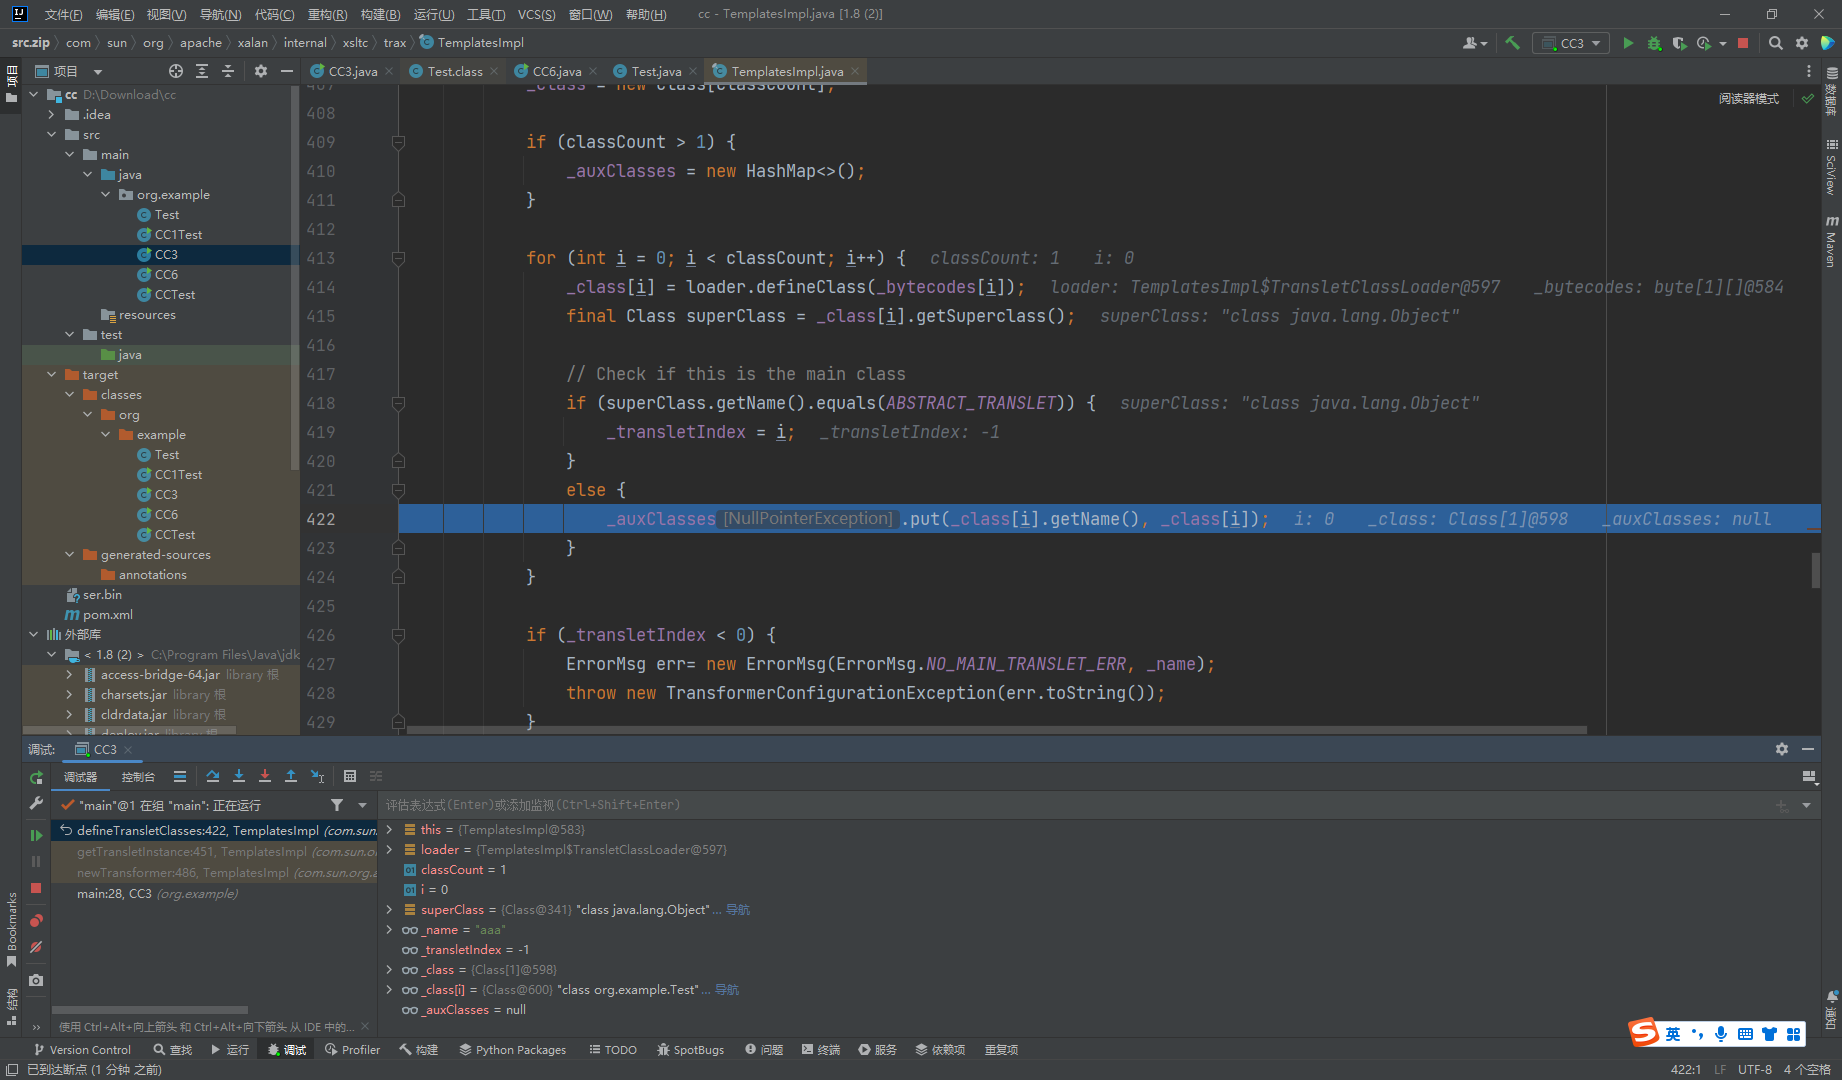 文件(F) 编辑(E) 视图(V) 导航(N) 代码(C) 重构(R) 构建(B) 运行(U) 工具(T) VCS(S) 窗口(W) 帮助(H) cc - TemplatesImpl.java [1.8 (2)]
src.zip com sun org apache xalan internal xsltc trax TemplatesImpl CC3
项目 CC3.java Test.class CC6.java Test.java TemplatesImpl.java
项目
cc D:\Download\cc
.idea
src
main
java
org.example
Test
CC1Test
CC3
CC6
CCTest
resources
test
java
target
classes
org
example
Test
CC1Test
CC3
CC6
CCTest
generated-sources
annotations
ser.bin
pom.xml
外部库
< 1.8 (2) > C:\Program Files\Java\jdk
access-bridge-64.jar library 根
charsets.jar library 根
cldrdata.jar library 根
deploy.jar library 根
阅读器模式
407 _class = new Class[classCount];
408
409 if (classCount > 1) {
410 _auxClasses = new HashMap<>();
411 }
412
413 for (int i = 0; i < classCount; i++) { classCount: 1 i: 0
414 _class[i] = loader.defineClass(_bytecodes[i]); loader: TemplatesImpl$TransletClassLoader@597 _bytecodes: byte[1][]@584
415 final Class superClass = _class[i].getSuperclass(); superClass: "class java.lang.Object"
416
417 // Check if this is the main class
418 if (superClass.getName().equals(ABSTRACT_TRANSLET)) { superClass: "class java.lang.Object"
419 _transletIndex = i; _transletIndex: -1
420 }
421 else {
422 _auxClasses [NullPointerException] .put(_class[i].getName(), _class[i]); i: 0 _class: Class[1]@598 _auxClasses: null
423 }
424 }
425
426 if (_transletIndex < 0) {
427 ErrorMsg err= new ErrorMsg(ErrorMsg.NO_MAIN_TRANSLET_ERR, _name);
428 throw new TransformerConfigurationException(err.toString());
429 }
数据库
SciView
Maven
通知
调试: CC3
调试器 控制台
"main"@1 在组 "main": 正在运行
defineTransletClasses:422, TemplatesImpl (com.sun.
getTransletInstance:451, TemplatesImpl (com.sun.or
newTransformer:486, TemplatesImpl (com.sun.org.a
main:28, CC3 (org.example)
评估表达式(Enter)或添加监视(Ctrl+Shift+Enter)
this = {TemplatesImpl@583}
loader = {TemplatesImpl$TransletClassLoader@597}
classCount = 1
i = 0
superClass = {Class@341} "class java.lang.Object"... 导航
_name = "aaa"
_transletIndex = -1
_class = {Class[1]@598}
_class[i] = {Class@600} "class org.example.Test"... 导航
_auxClasses = null
Bookmarks
结构
使用 Ctrl+Alt+向上箭头 和 Ctrl+Alt+向下箭头 从 IDE 中的...
S 英
Version Control 查找 运行 调试 Profiler 构建 Python Packages TODO SpotBugs 问题 终端 服务 依赖项 重复项
已到达断点 (1 分钟 之前) 422:1 LF UTF-8 4 个空格